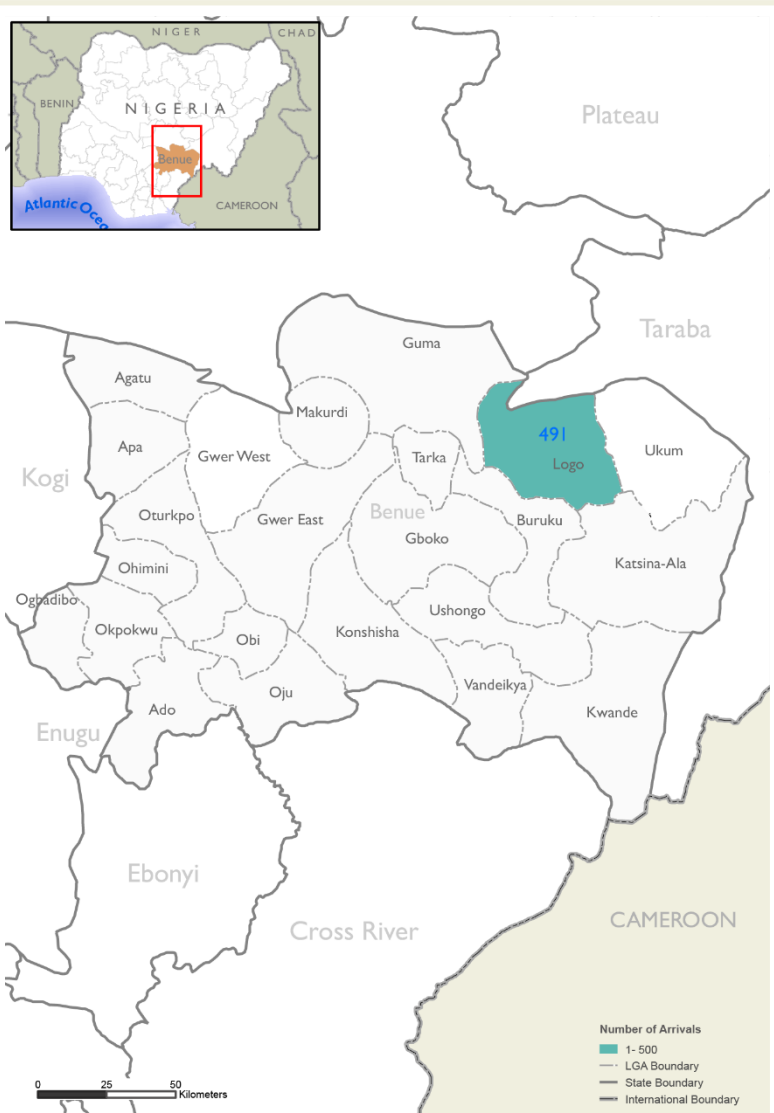 NIGER
CHAD
BENIN
NIGERIA
Benue
CAMEROON
Atlantic Ocea
Plateau
Taraba
Guma
Agatu
Makurdi
491
Apa
Gwer West
Tarka
Logo
Ukum
Kogi
Oturkpo
Gwer East
Benue
Buruku
Gboko
Ohimini
Katsina-Ala
Ogbadibo
Ushongo
Okpokwu
Obi
Konshisha
Vandeikya
Oju
Ado
Kwande
Enugu
Ebonyi
Cross River
CAMEROON
Number of Arrivals
1- 500
LGA Boundary
State Boundary
International Boundary
0 25 50
Kilometers